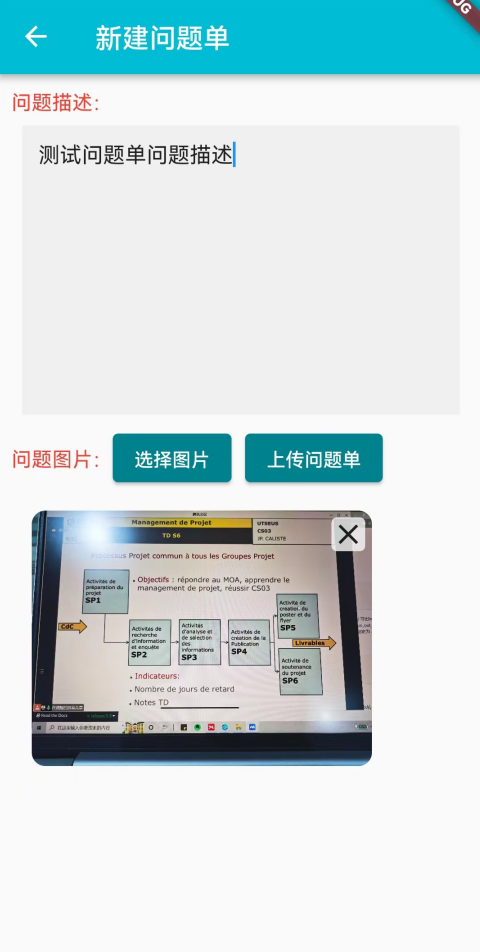 新建问题单
问题描述：
测试问题单问题描述
问题图片：
选择图片
上传问题单
Management de Projet
TD S6
UTSEUS
CS03
JP. CALISTE
Processus Projet commun à tous les Groupes Projet
Activités de
préparation du
projet
SP1
• Objectifs : répondre au MOA, apprendre le
management de projet, réussir CS03
CdC
Activités de
recherche
d'information
et enquête
SP2
Activités
d'analyse et
de sélection
des
informations
SP3
Activités de
création de la
Publication
SP4
Activité de
création du
poster et du
flyer
SP5
Livrables
Activité de
soutenance
du projet
SP6
• Indicateurs:
• Nombre de jours de retard
• Notes TD
Read the Docs